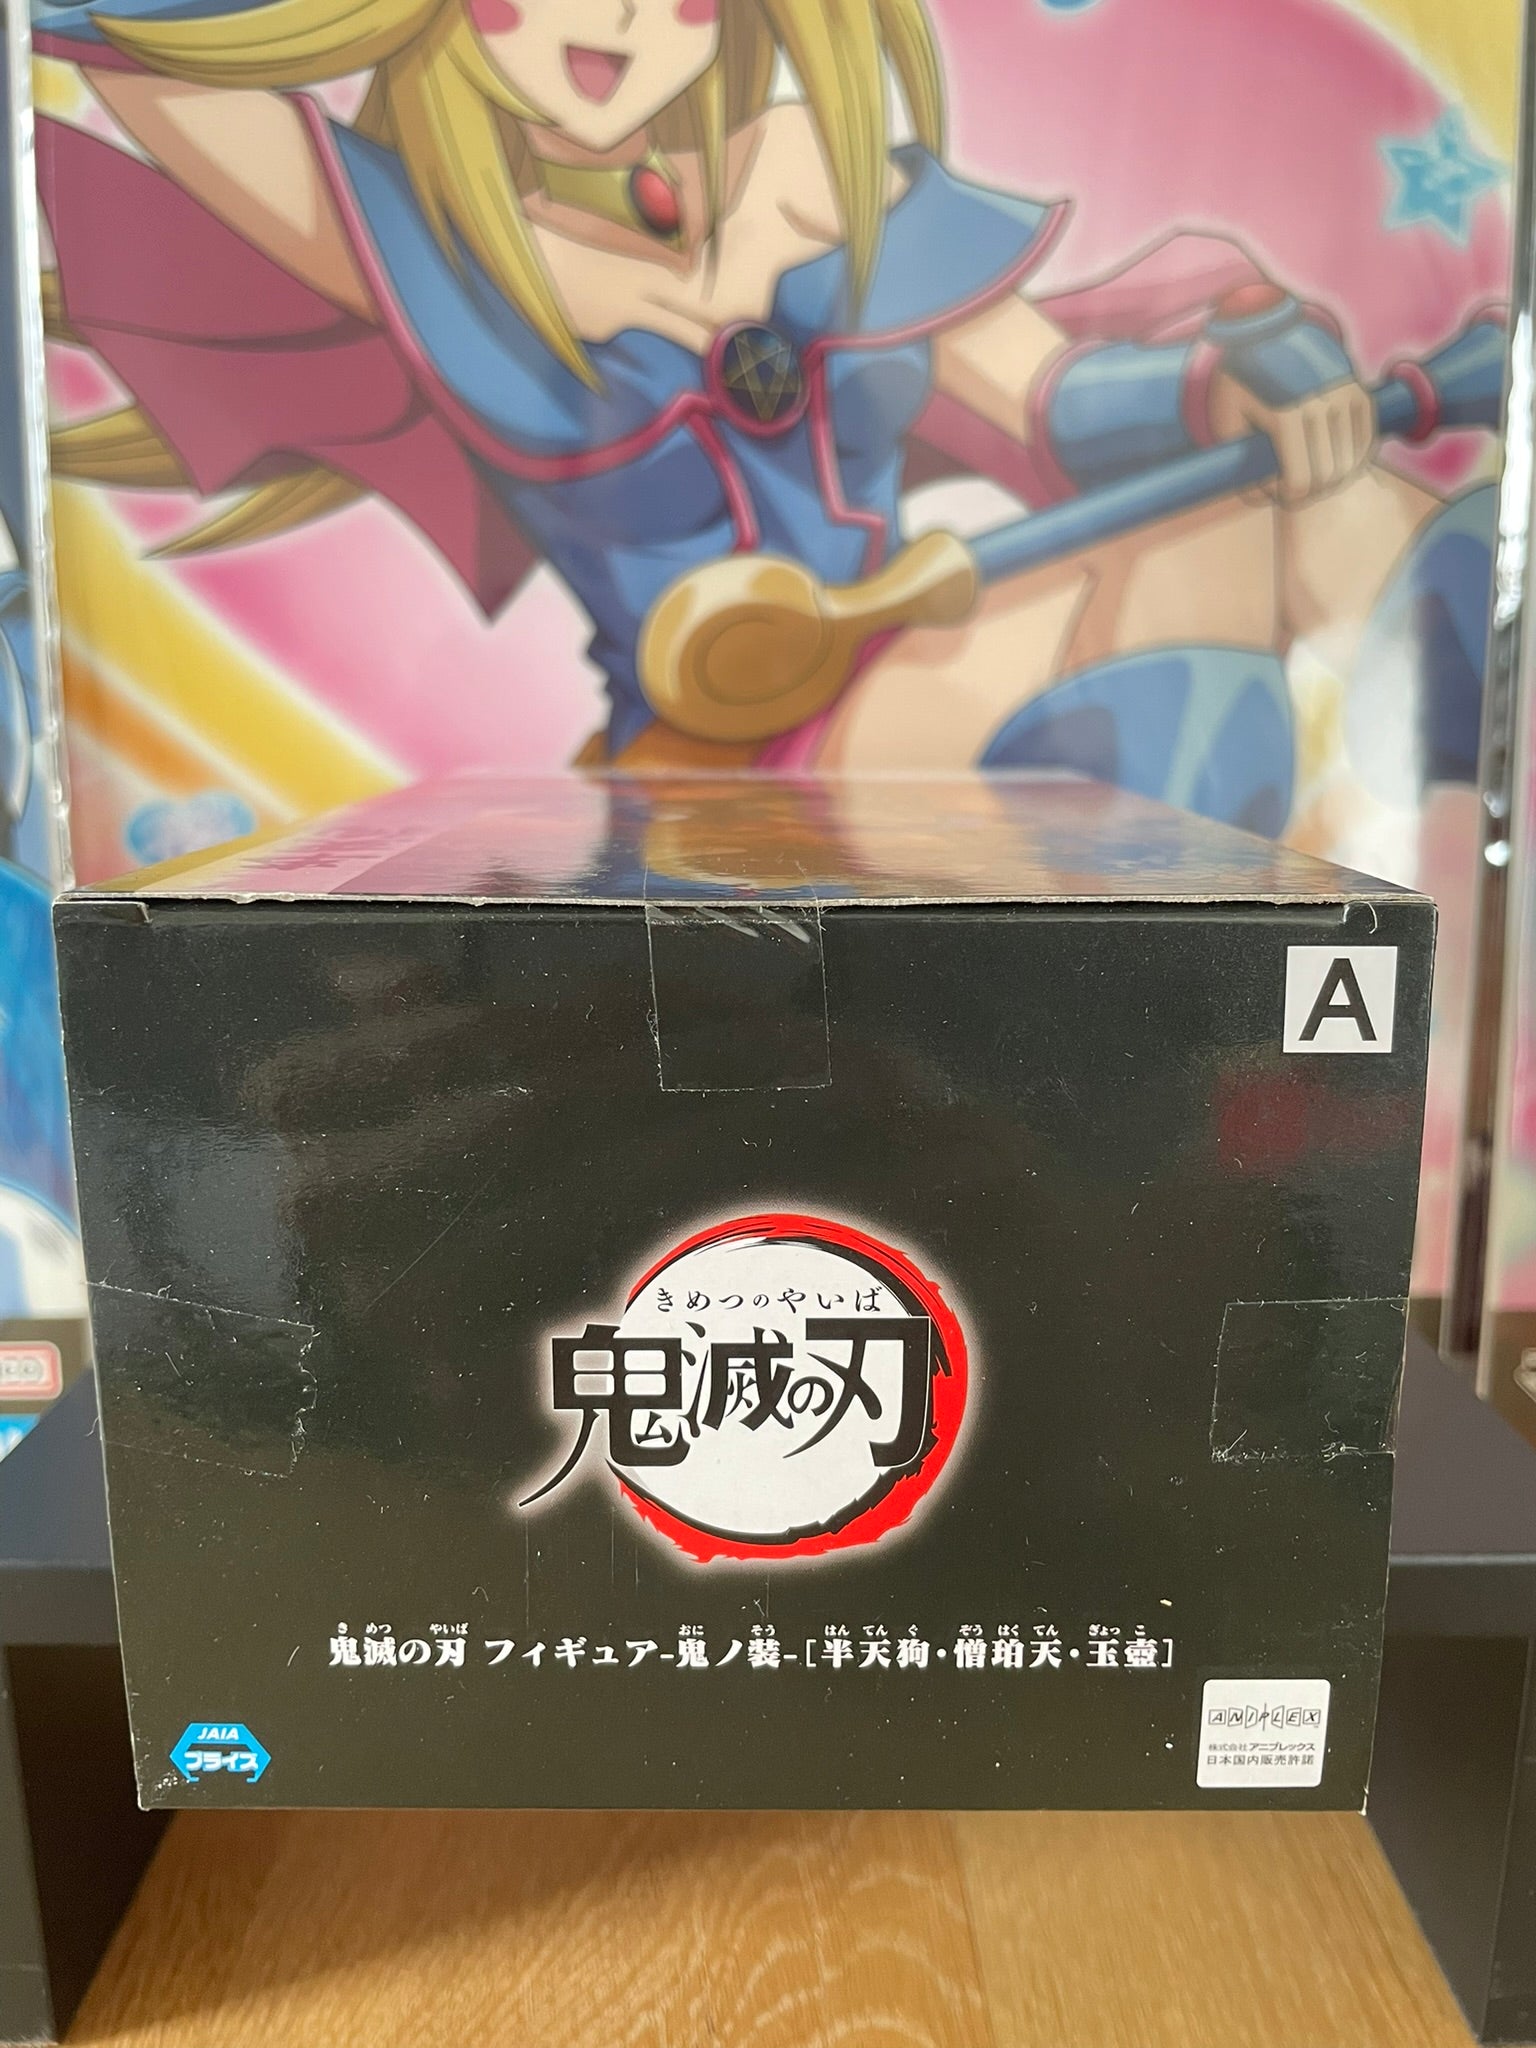 A
きめつのやいば
鬼滅の刃
き めつ やいば おに そう はん てん ぐ ぞう はく てん ぎょっ こ
鬼滅の刃 フィギュア-鬼ノ装-[半天狗・憎珀天・玉壺]
JAIA
プライズ
ANIPLEX
株式会社アニプレックス
日本国内販売許諾